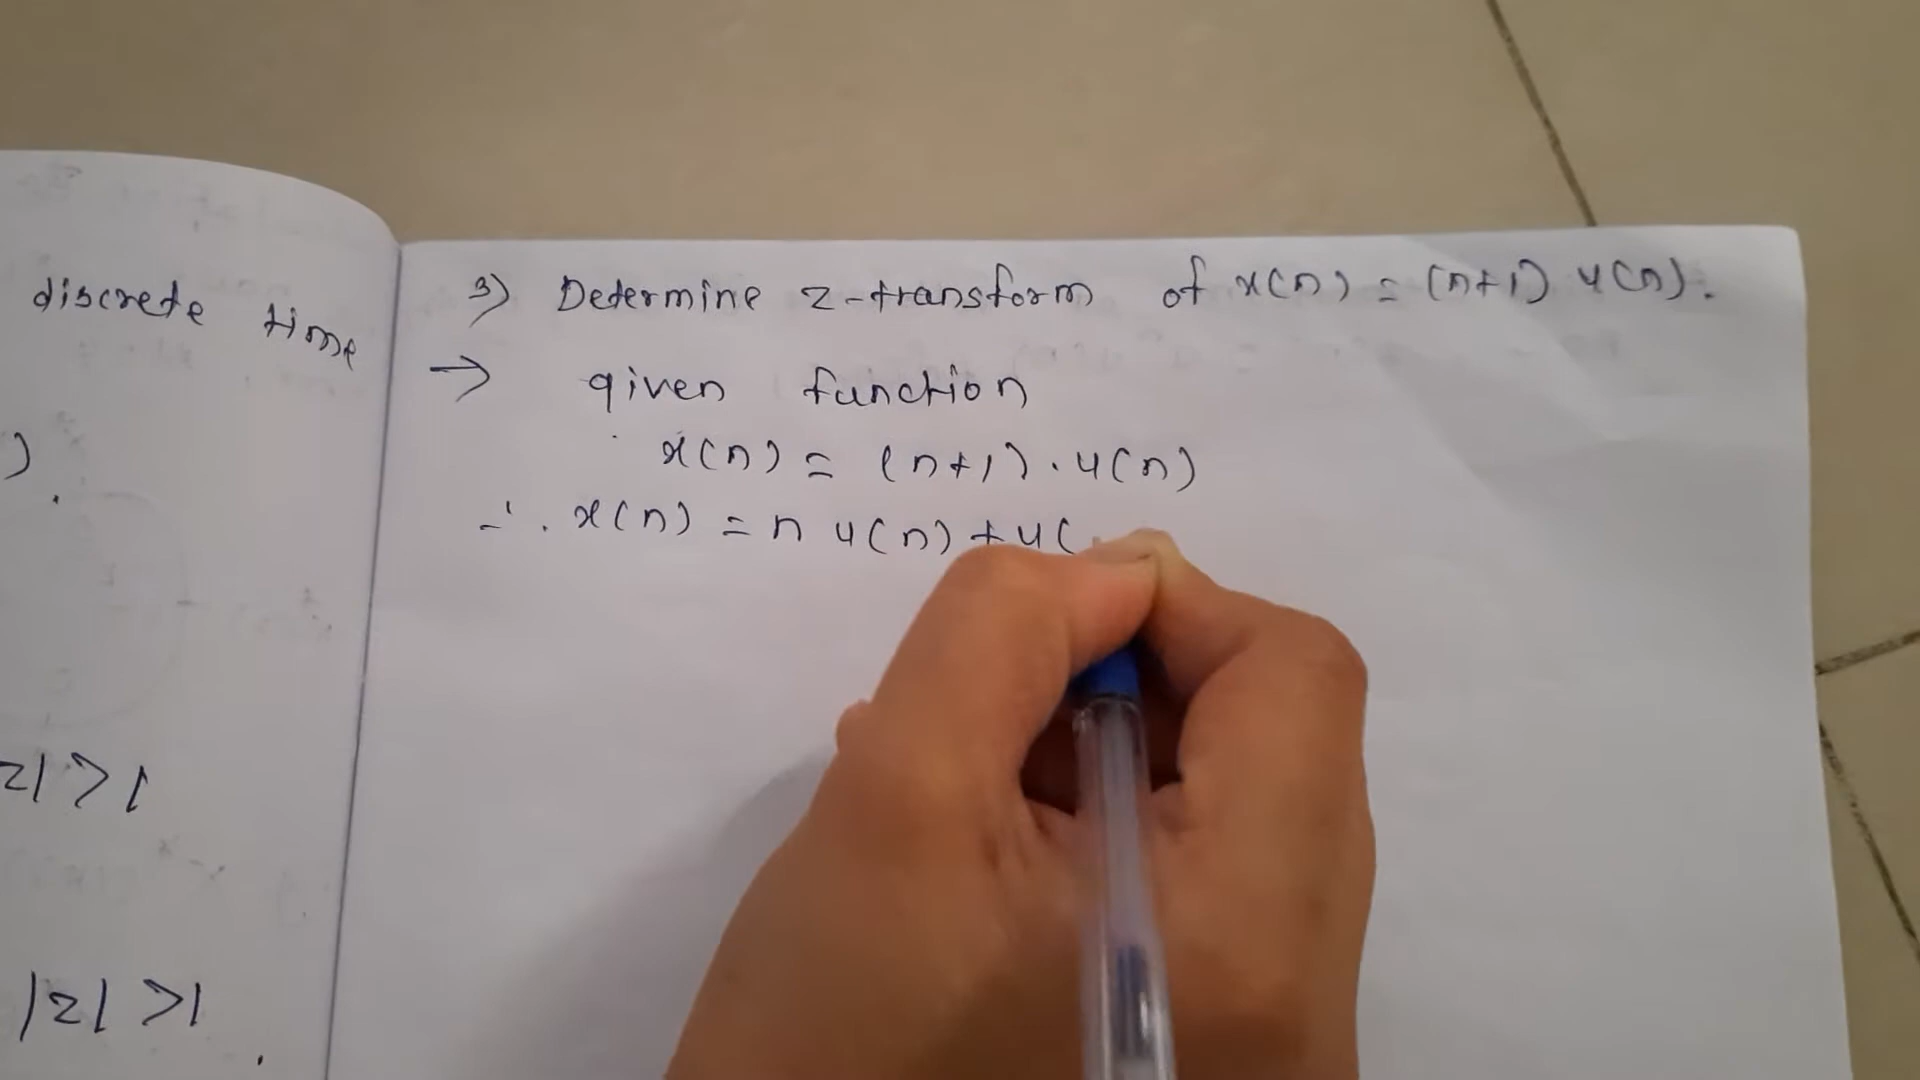 discrete time
)
.
z| > 1
|z| > 1
.
3) Determine z-transform of x(n) = (n+1) u(n).
→ given function
x(n) = (n+1) . u(n)
∴ x(n) = n u(n) + u(